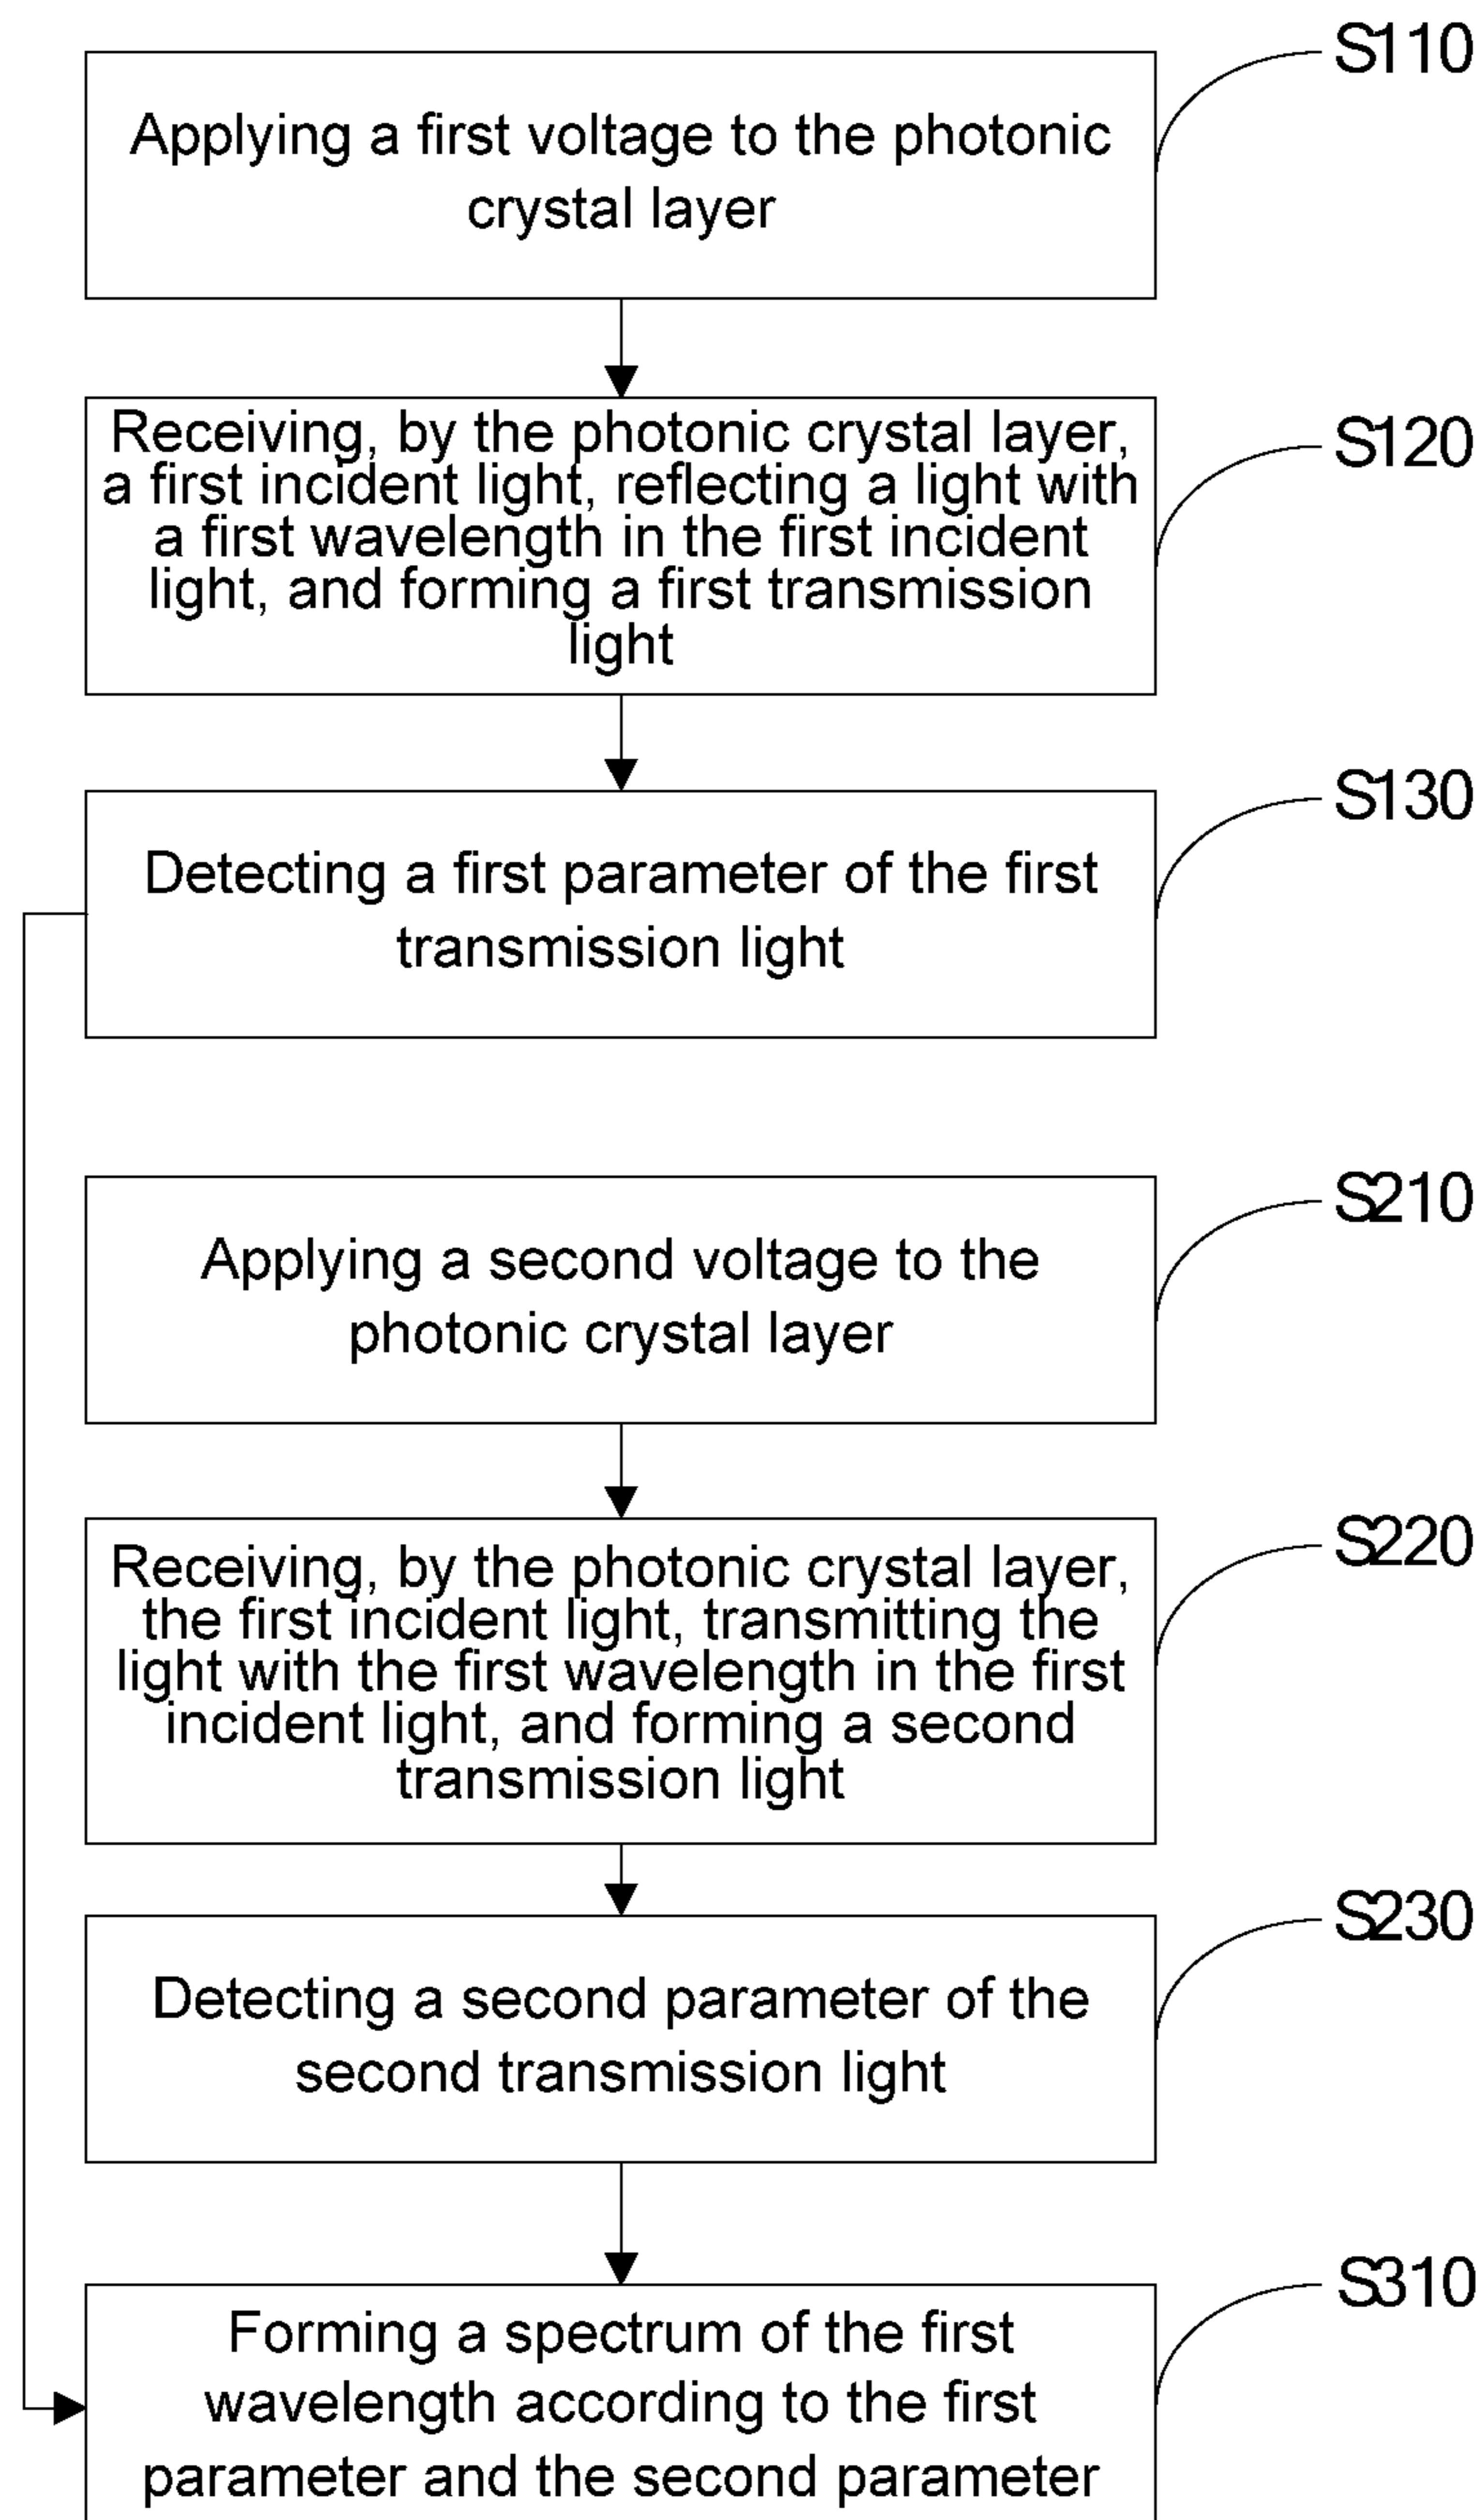 S110
Applying a first voltage to the photonic
crystal layer
S120
Receiving, by the photonic crystal layer,
a first incident light, reflecting a light with
a first wavelength in the first incident
light, and forming a first transmission
light
S130
Detecting a first parameter of the first
transmission light
S210
Applying a second voltage to the
photonic crystal layer
S220
Receiving, by the photonic crystal layer,
the first incident light, transmitting the
light with the first wavelength in the first
incident light, and forming a second
transmission light
S230
Detecting a second parameter of the
second transmission light
S310
Forming a spectrum of the first
wavelength according to the first
parameter and the second parameter